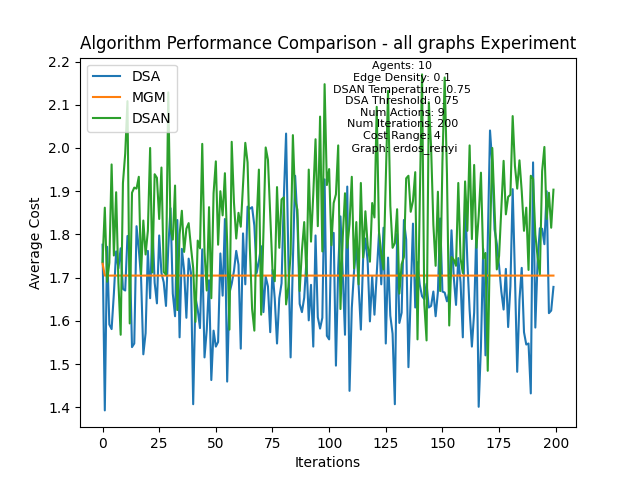 Algorithm Performance Comparison - all graphs Experiment
DSA
MGM
DSAN
Agents: 10
Edge Density: 0.1
DSAN Temperature: 0.75
DSA Threshold: 0.75
Num Actions: 9
Num Iterations: 200
Cost Range: 4
Graph: erdos_renyi
Average Cost
2.2
2.1
2.0
1.9
1.8
1.7
1.6
1.5
1.4
0 25 50 75 100 125 150 175 200
Iterations